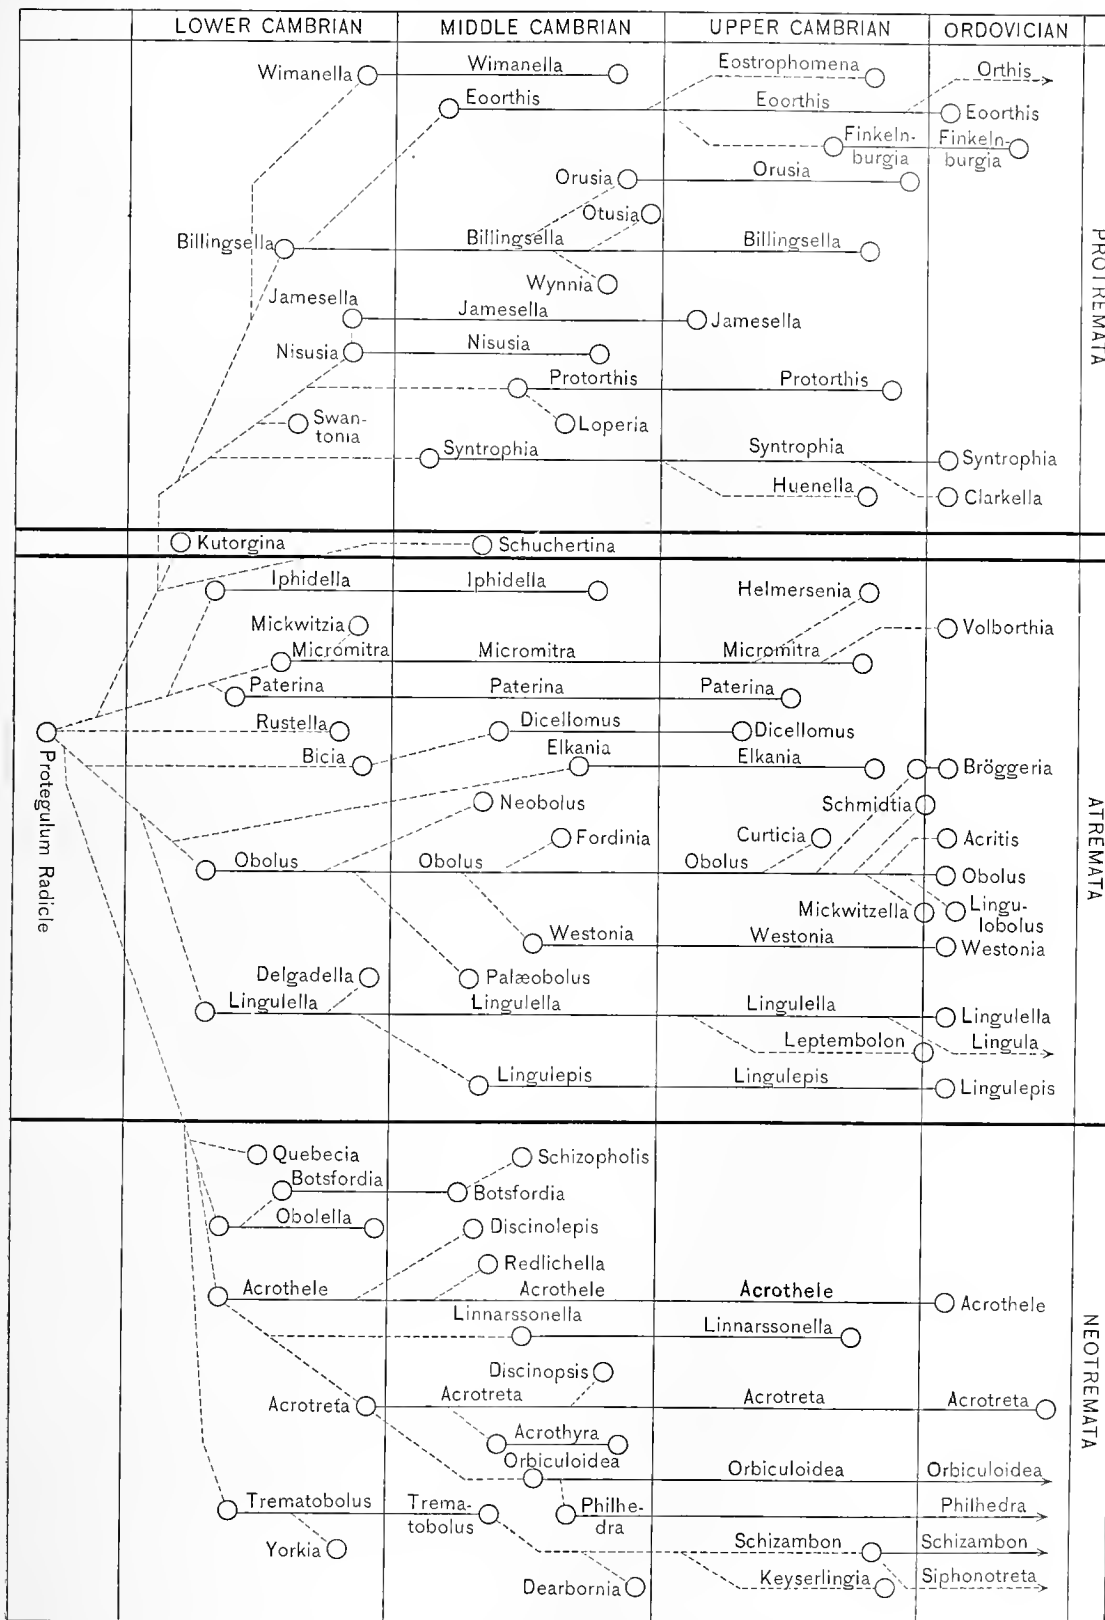 LOWER CAMBRIAN MIDDLE CAMBRIAN UPPER CAMBRIAN ORDOVICIAN
Wimanella Wimanella Eostrophomena Orthis
Eoorthis Eoorthis Eoorthis
Finkeln-
burgia
Finkeln-
burgia
Orusia Orusia
Otusia
Billingsella Billingsella Billingsella
Wynnia
Jamesella Jamesella Jamesella
Nisusia Nisusia
Protorthis Protorthis
Swan-
tonia
Loperia
Syntrophia Syntrophia Syntrophia
Huenella Clarkella
PROTREMATA
Kutorgina Schuchertina
Iphidella Iphidella Helmersenia
Mickwitzia Volborthia
Micromitra Micromitra Micromitra
Paterina Paterina Paterina
Rustella Dicellomus Dicellomus
Bicia Elkania Elkania Bröggeria
Protegulum Radicle
Neobolus Schmidtia
Fordinia Curticia Acritis
Obolus Obolus Obolus Obolus
Mickwitzella
Lingu-
lobolus
Westonia Westonia Westonia
Delgadella Palæobolus
Lingulella Lingulella Lingulella Lingulella
Leptembolon Lingula
Lingulepis Lingulepis Lingulepis
ATREMATA
Quebecia Schizopholis
Botsfordia Botsfordia
Obolella Discinolepis
Redlichella
Acrothele Acrothele Acrothele Acrothele
Linnarssonella Linnarssonella
Discinopsis
Acrotreta Acrotreta Acrotreta Acrotreta
Acrothyra
Orbiculoidea Orbiculoidea Orbiculoidea
Trematobolus
Trema-
tobolus
Philhe-
dra
Philhedra
Yorkia Schizambon Schizambon
Dearbornia Keyserlingia Siphonotreta
NEOTREMATA